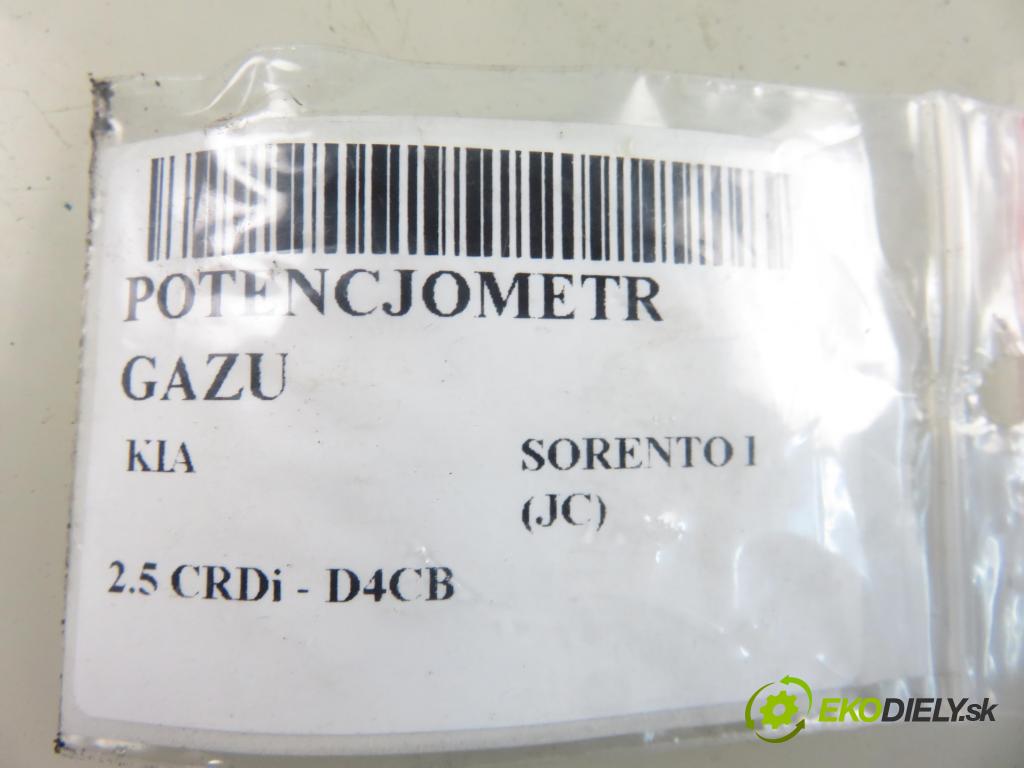 POTENCJOMETR
GAZU
KIA SORENTO I
(JC)
2.5 CRDi - D4CB
EKODIELY.sk